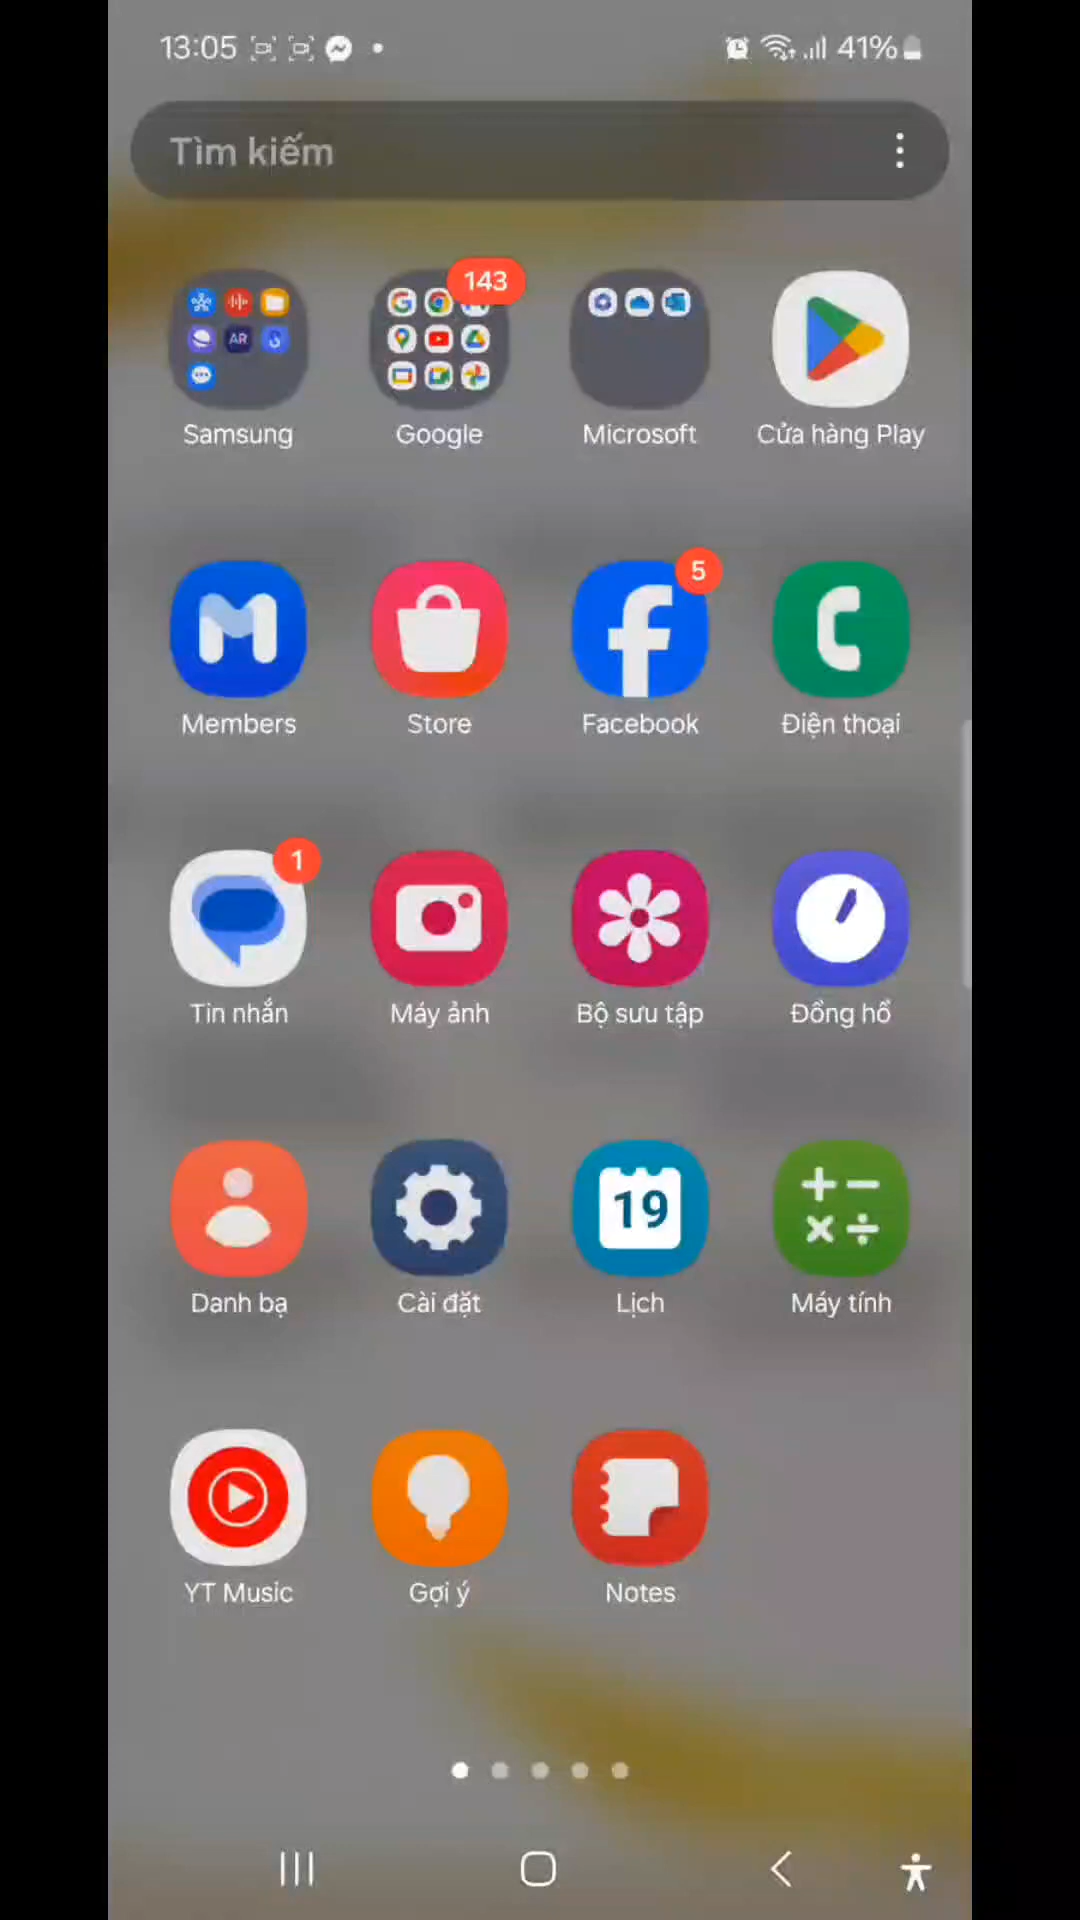 13:05
41%
Tìm kiếm
143
AR
Samsung
Google
Microsoft
Cửa hàng Play
5
Members
Store
Facebook
Điện thoại
1
Tin nhắn
Máy ảnh
Bộ sưu tập
Đồng hồ
19
Danh bạ
Cài đặt
Lịch
Máy tính
YT Music
Gợi ý
Notes